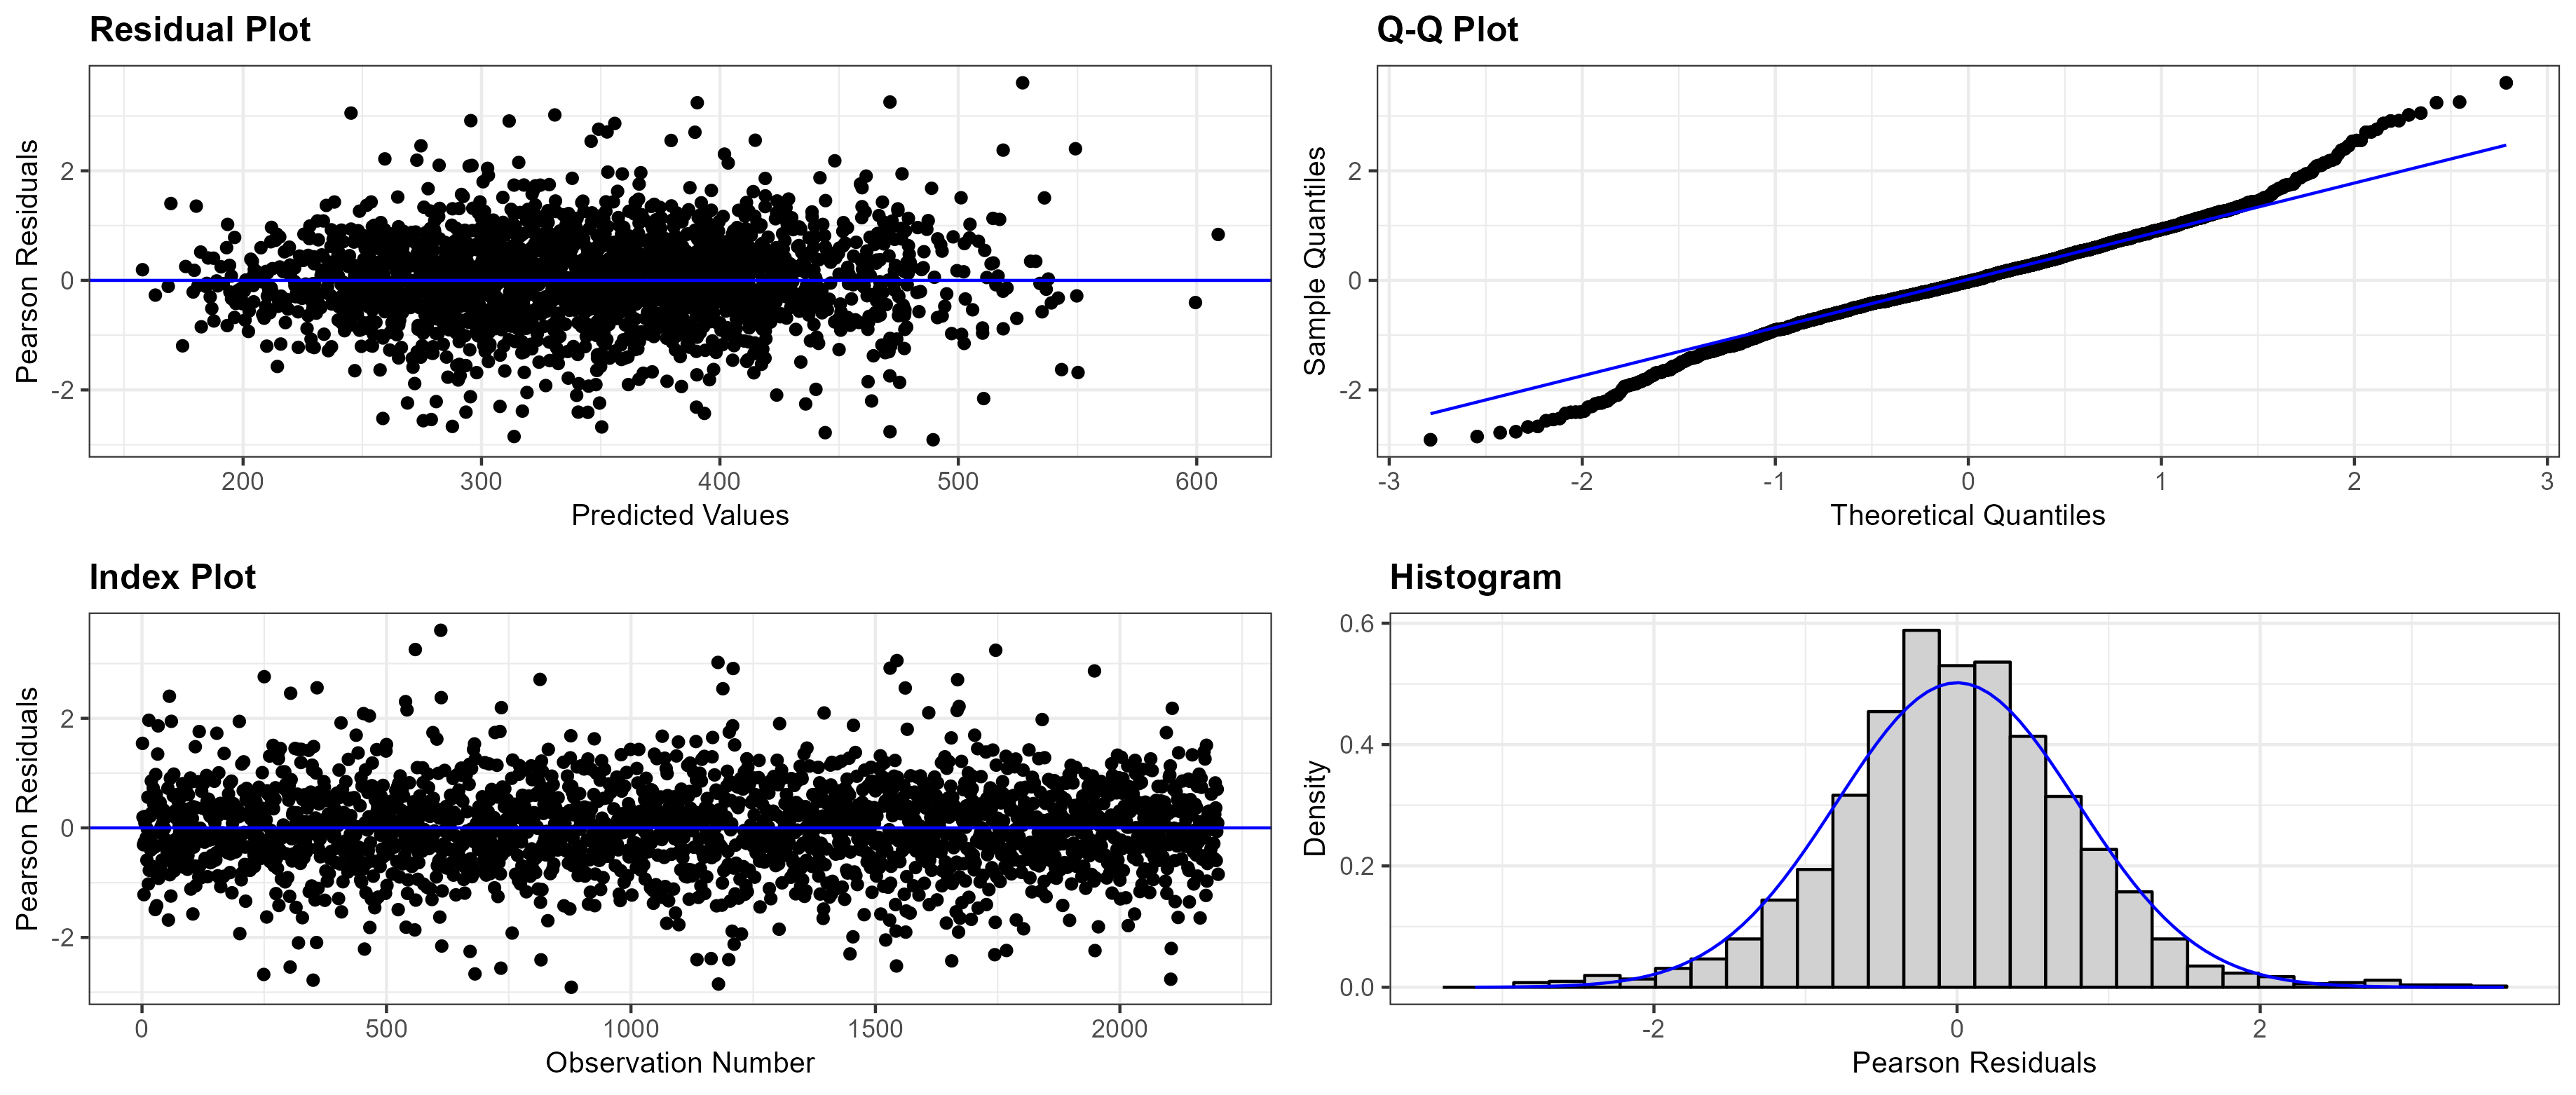 Residual Plot
Pearson Residuals
2
0
-2
200 300 400 500 600
Predicted Values
Q-Q Plot
Sample Quantiles
2
0
-2
-3 -2 -1 0 1 2 3
Theoretical Quantiles
Index Plot
Pearson Residuals
2
0
-2
0 500 1000 1500 2000
Observation Number
Histogram
Density
0.6
0.4
0.2
0.0
-2 0 2
Pearson Residuals